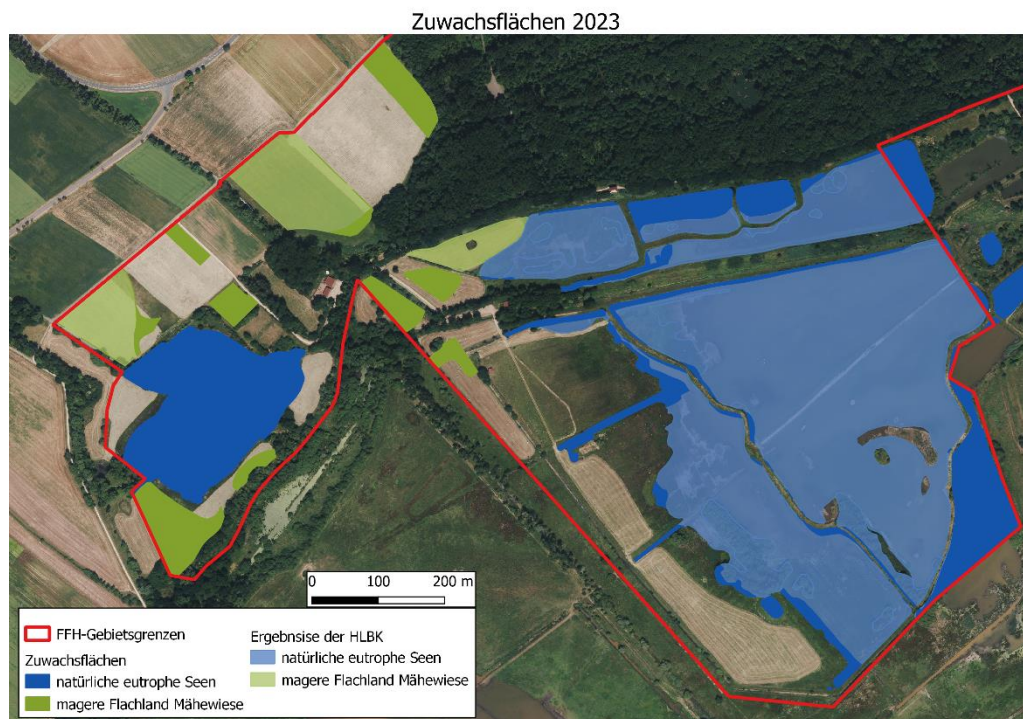 Zuwachsflächen 2023
0 100 200 m
FFH-Gebietsgrenzen
Zuwachsflächen
natürliche eutrophe Seen
magere Flachland Mähewiese
Ergebnsise der HLBK
natürliche eutrophe Seen
magere Flachland Mähewiese